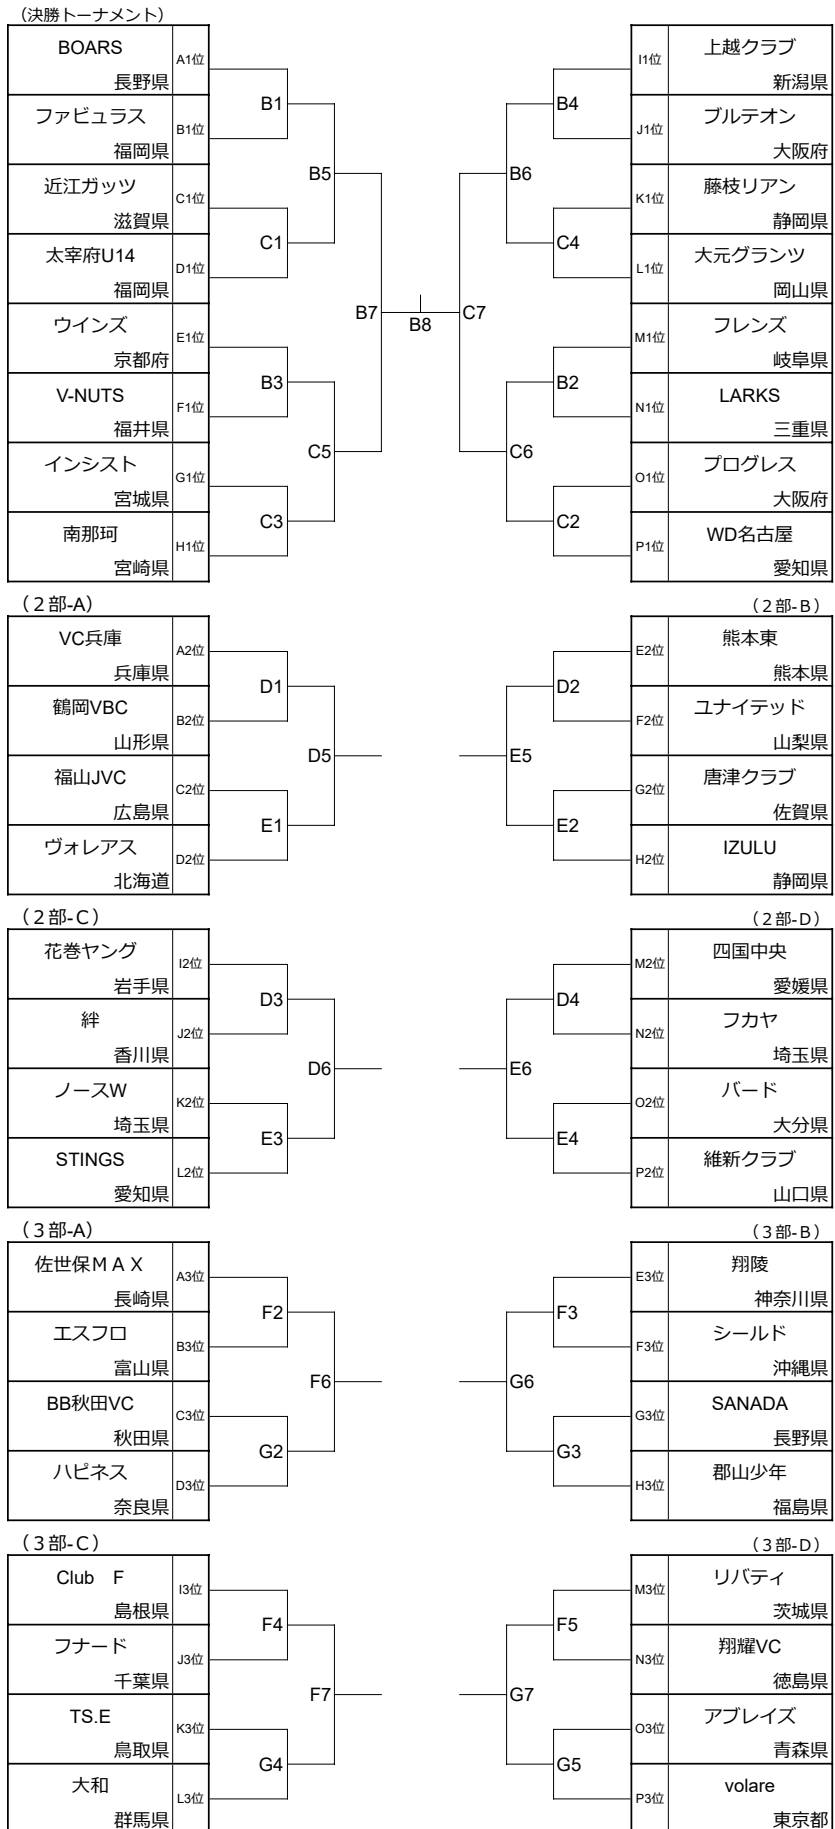 （決勝トーナメント）
BOARS
A1位
長野県
ファビュラス
B1位
福岡県
近江ガッツ
C1位
滋賀県
太宰府U14
D1位
福岡県
ウインズ
E1位
京都府
V-NUTS
F1位
福井県
インシスト
G1位
宮城県
南那珂
H1位
宮崎県
B1
C1
B3
C3
B5
C5
B7
B8
C7
B6
C6
B4
C4
B2
C2
I1位
上越クラブ
新潟県
J1位
ブルテオン
大阪府
K1位
藤枝リアン
静岡県
L1位
大元グランツ
岡山県
M1位
フレンズ
岐阜県
N1位
LARKS
三重県
O1位
プログレス
大阪府
P1位
WD名古屋
愛知県
（２部-A）
VC兵庫
A2位
兵庫県
鶴岡VBC
B2位
山形県
福山JVC
C2位
広島県
ヴォレアス
D2位
北海道
D1
E1
D5
（２部-Ｂ）
E5
D2
E2
E2位
熊本東
熊本県
F2位
ユナイテッド
山梨県
G2位
唐津クラブ
佐賀県
H2位
IZULU
静岡県
（２部-Ｃ）
花巻ヤング
I2位
岩手県
絆
J2位
香川県
ノースW
K2位
埼玉県
STINGS
L2位
愛知県
D3
E3
D6
（２部-Ｄ）
E6
D4
E4
M2位
四国中央
愛媛県
N2位
フカヤ
埼玉県
O2位
バード
大分県
P2位
維新クラブ
山口県
（３部-A）
佐世保ＭＡＸ
A3位
長崎県
エスフロ
B3位
富山県
BB秋田VC
C3位
秋田県
ハピネス
D3位
奈良県
F2
G2
F6
（３部-Ｂ）
G6
F3
G3
E3位
翔陵
神奈川県
F3位
シールド
沖縄県
G3位
SANADA
長野県
H3位
郡山少年
福島県
（３部-Ｃ）
Club　F
I3位
島根県
フナード
J3位
千葉県
TS.E
K3位
鳥取県
大和
L3位
群馬県
F4
G4
F7
（３部-Ｄ）
G7
F5
G5
M3位
リバティ
茨城県
N3位
翔耀VC
徳島県
O3位
アブレイズ
青森県
P3位
volare
東京都